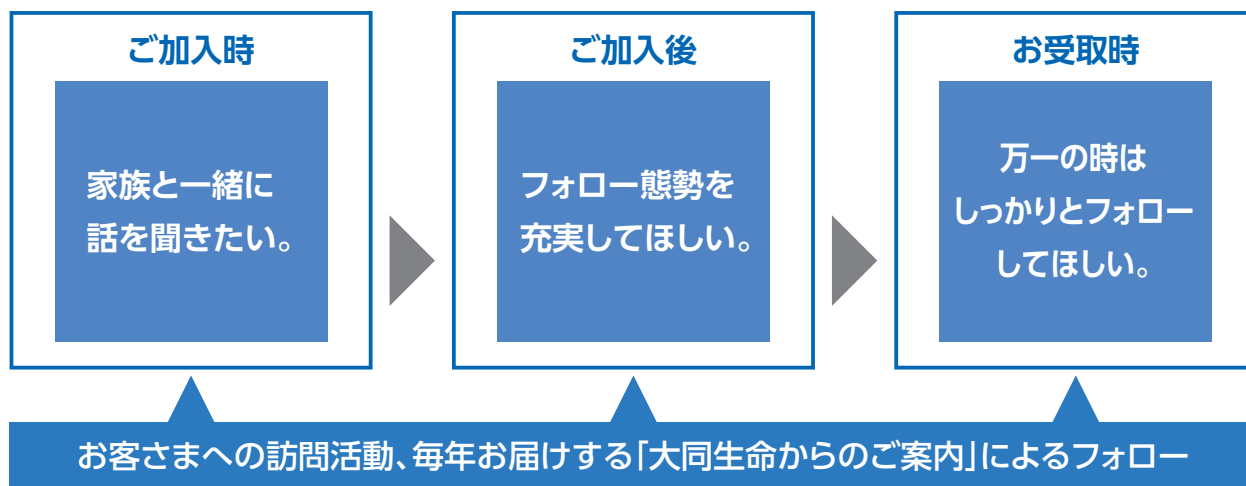 ご加入時
家族と一緒に
話を聞きたい。
ご加入後
フォロー態勢を
充実してほしい。
お受取時
万一の時は
しっかりとフォロー
してほしい。
お客さまへの訪問活動、毎年お届けする「大同生命からのご案内」によるフォロー